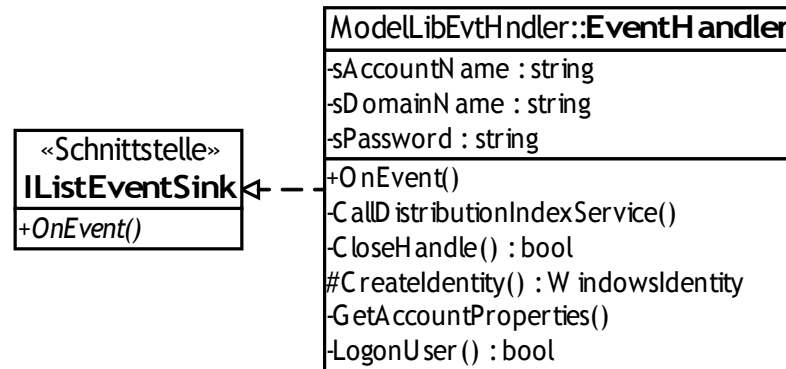 «Schnittstelle»
IListEventSink
+OnEvent()
ModelLibEvtHndler::EventHandler
-sAccountName : string
-sDomainName : string
-sPassword : string
+OnEvent()
-CallDistributionIndexService()
-CloseHandle() : bool
#CreateIdentity() : WindowsIdentity
-GetAccountProperties()
-LogonUser() : bool